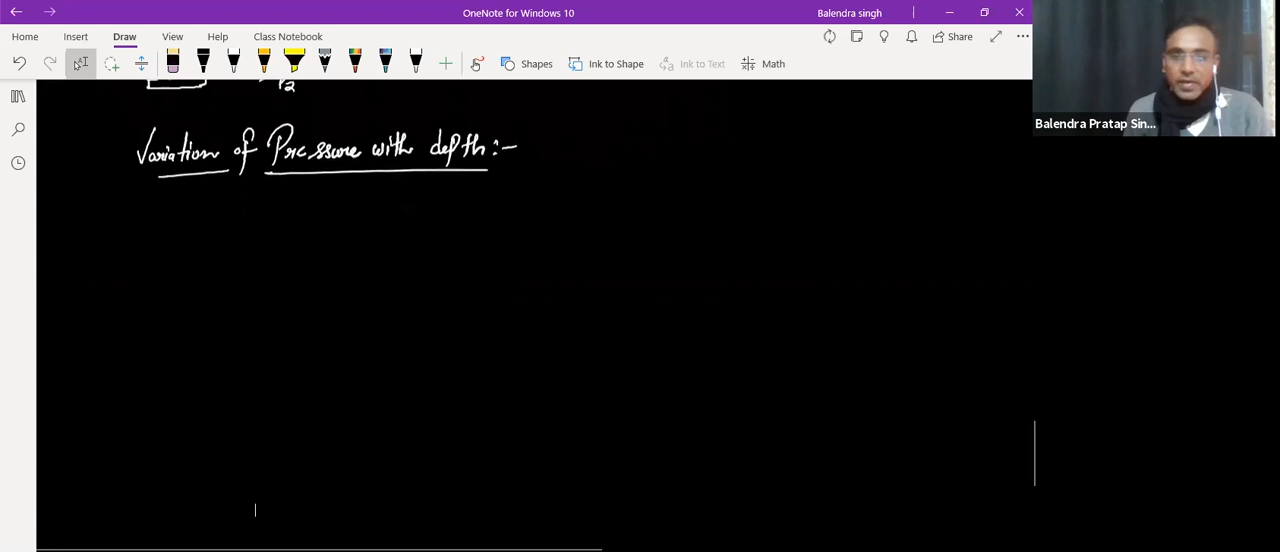 OneNote for Windows 10
Balendra singh
Home Insert Draw View Help Class Notebook
Share
Shapes Ink to Shape Ink to Text Math
P2
Variation of Pressure with depth :-
Balendra Pratap Sin...